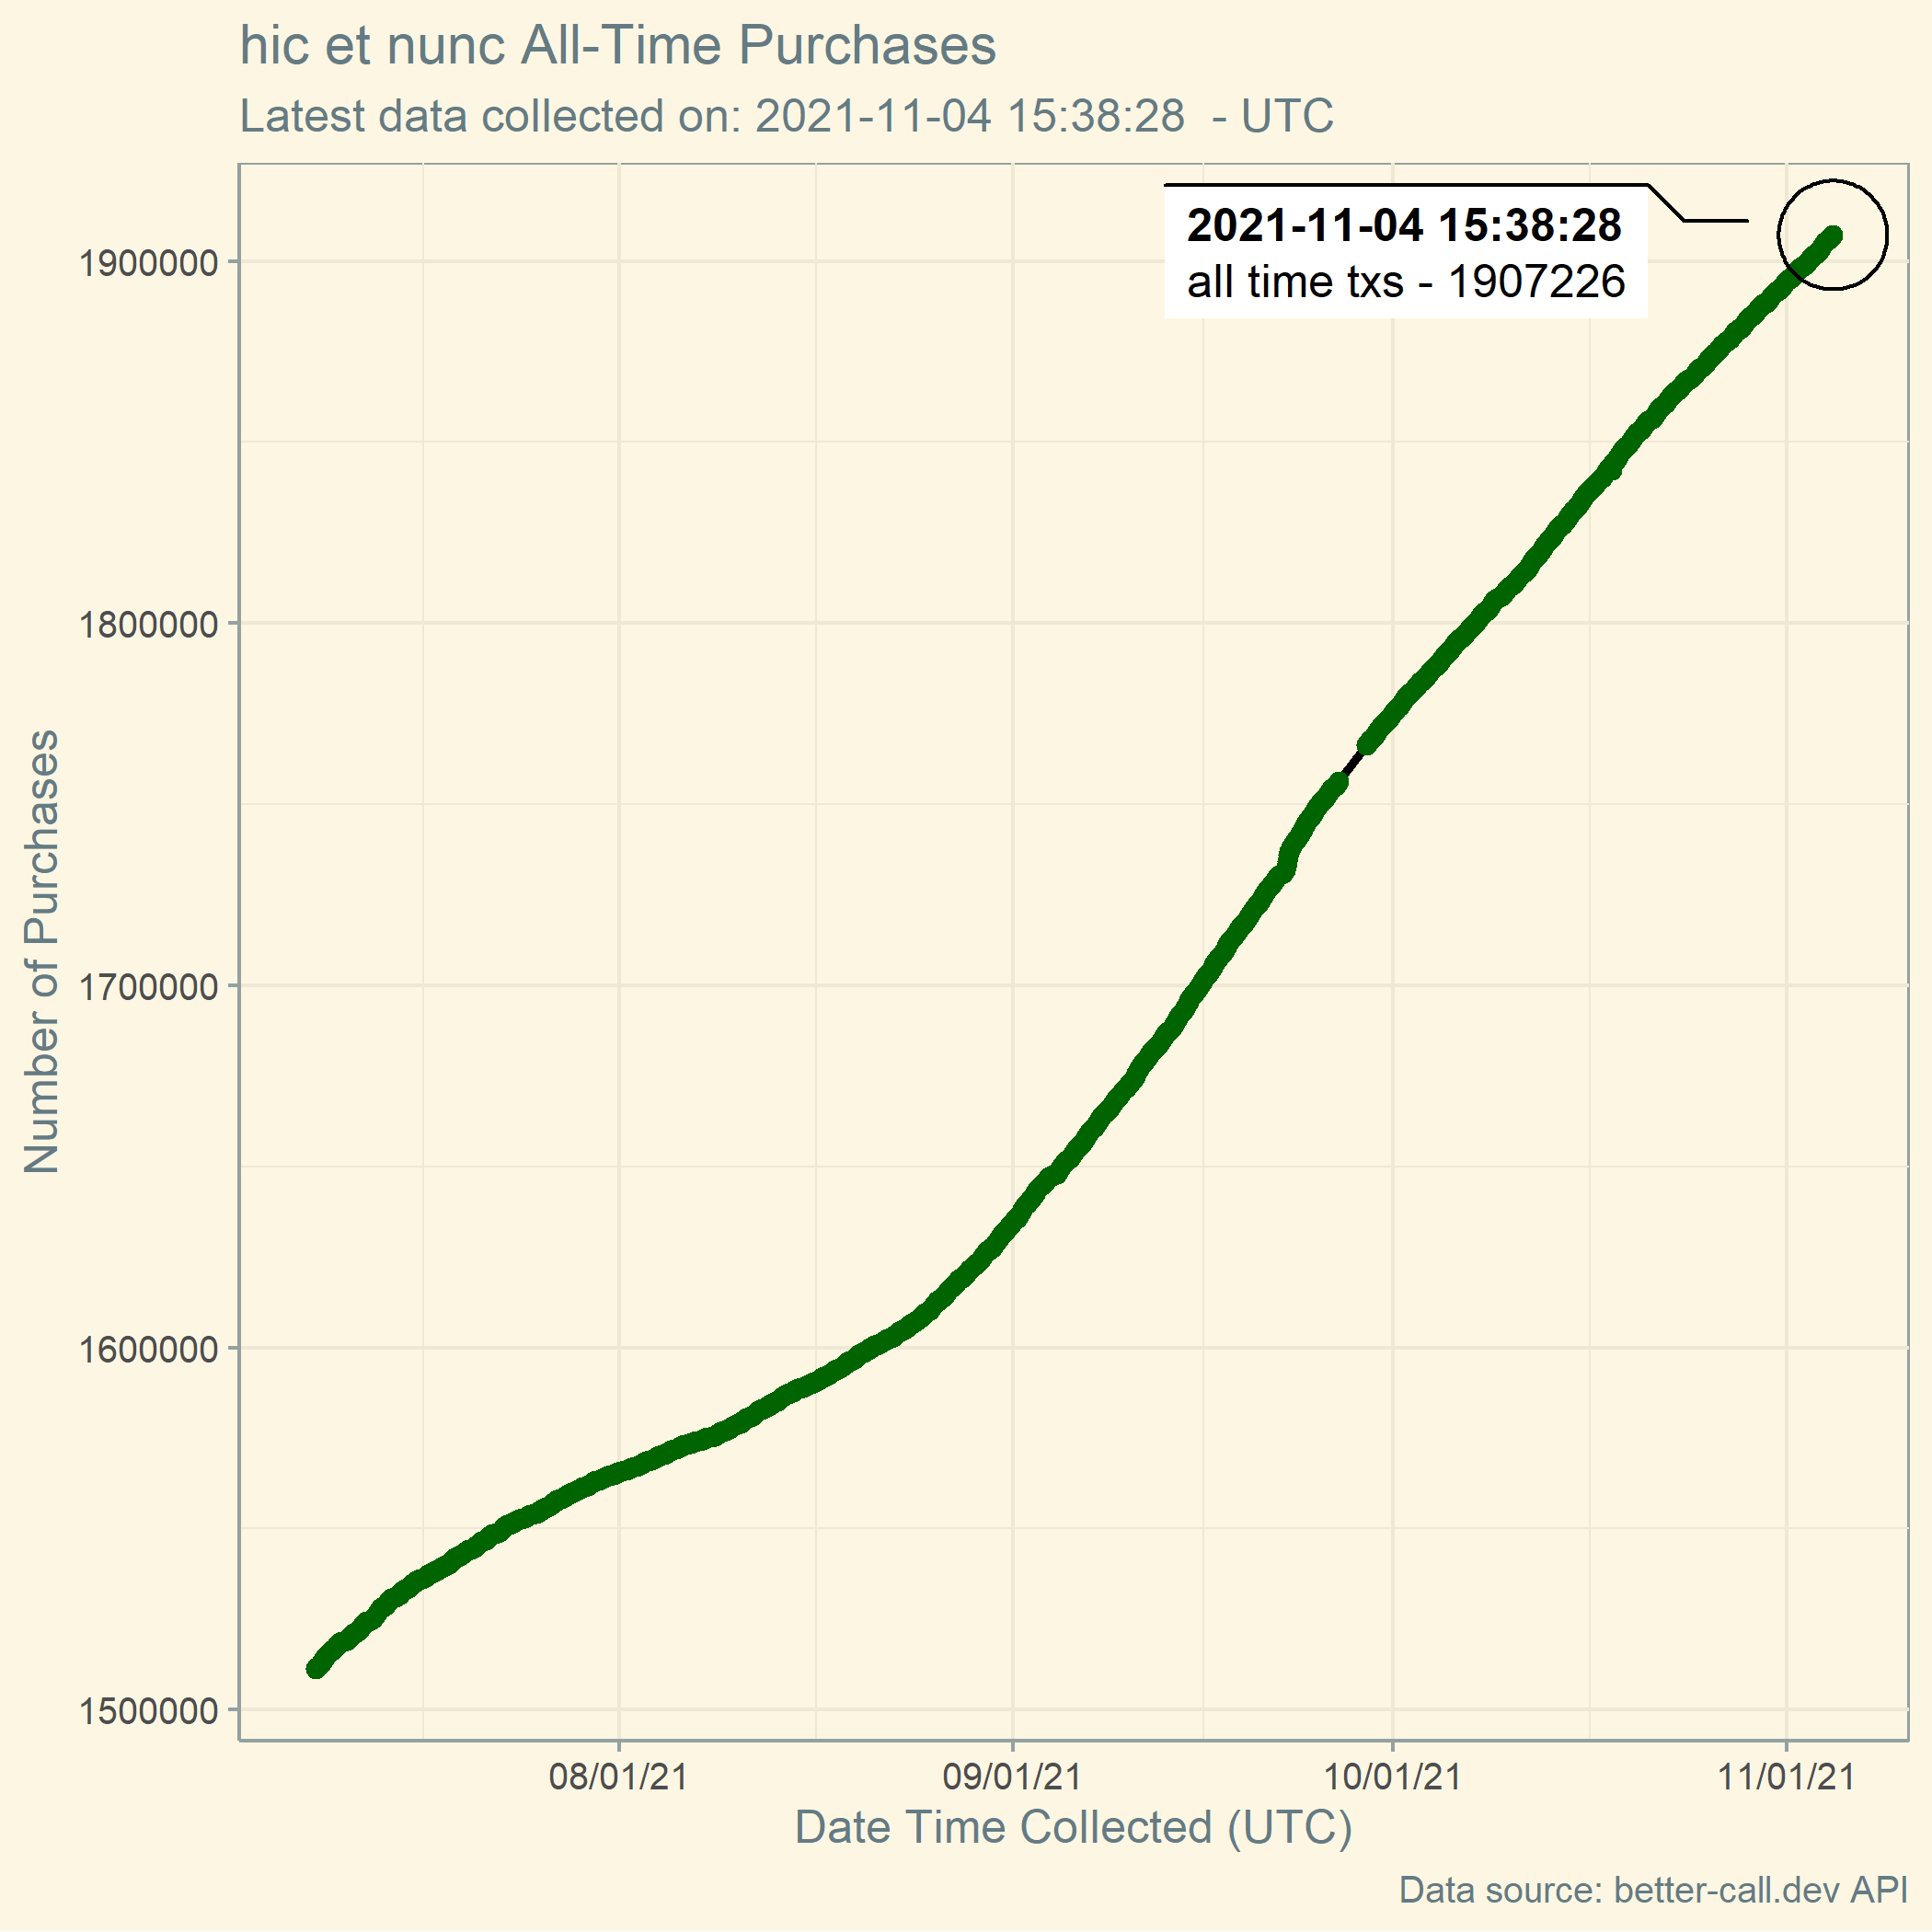 hic et nunc All-Time Purchases
Latest data collected on: 2021-11-04 15:38:28  - UTC
2021-11-04 15:38:28
all time txs - 1907226
Number of Purchases
1900000
1800000
1700000
1600000
1500000
08/01/21
09/01/21
10/01/21
11/01/21
Date Time Collected (UTC)
Data source: better-call.dev API